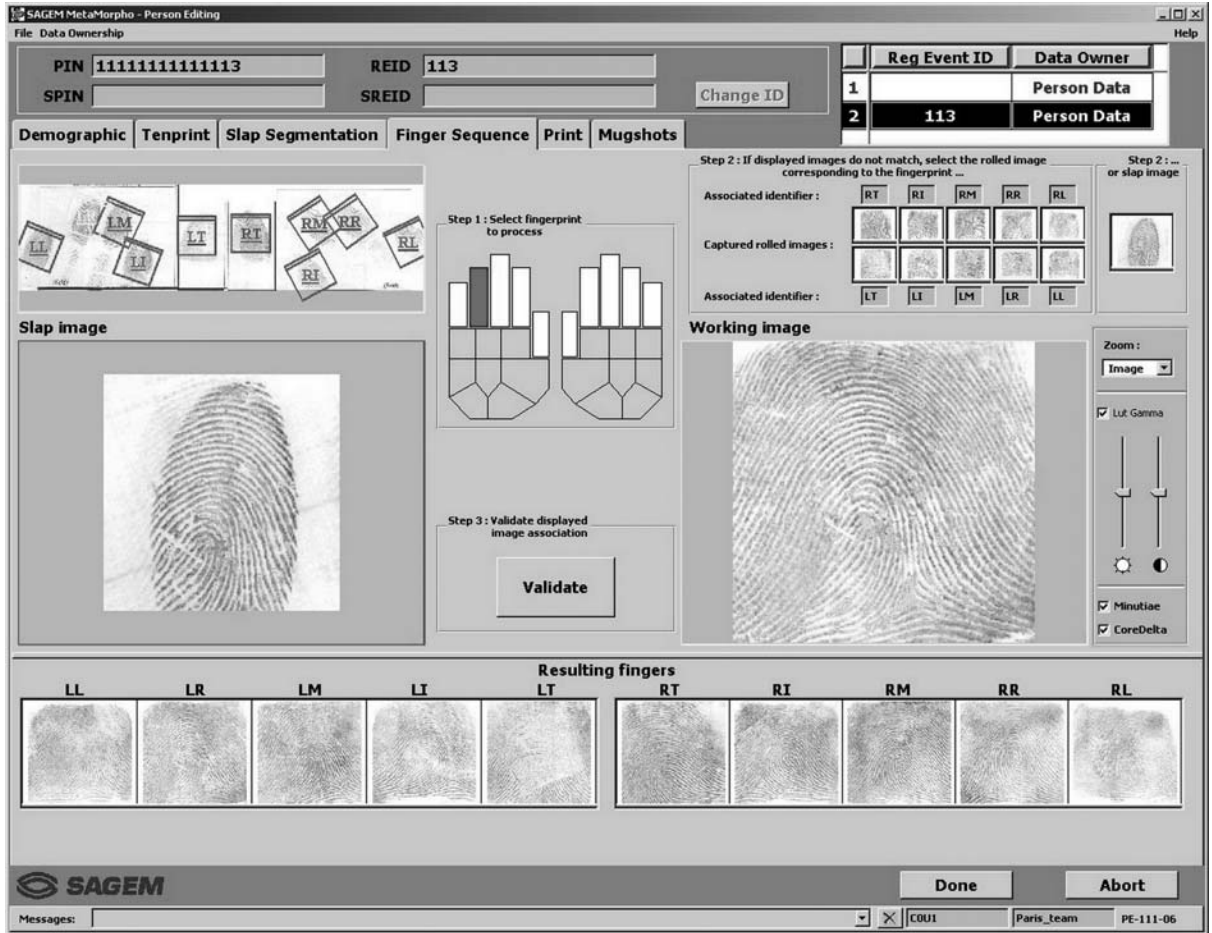 SAGEM MetaMorpho - Person Editing
File Data Ownership Help
PIN 11111111111113 REID 113
SPIN SREID Change ID
Reg Event ID Data Owner
1 Person Data
2 113 Person Data
Demographic Tenprint Slap Segmentation Finger Sequence Print Mugshots
LL LM LI LT RT RM RR RI RL
Slap image
Step 1 : Select fingerprint
to process
Step 2 : If displayed images do not match, select the rolled image
corresponding to the fingerprint ...
Associated identifier : RT RI RM RR RL
Captured rolled images :
Associated identifier : LT LI LM LR LL
Step 2 : ...
or slap image
Working image
Zoom :
Image
Lut Gamma
Minutiae
CoreDelta
Step 3 : Validate displayed
image association
Validate
Resulting fingers
LL LR LM LI LT RT RI RM RR RL
SAGEM
Done Abort
Messages: COU1 Paris_team PE-111-06